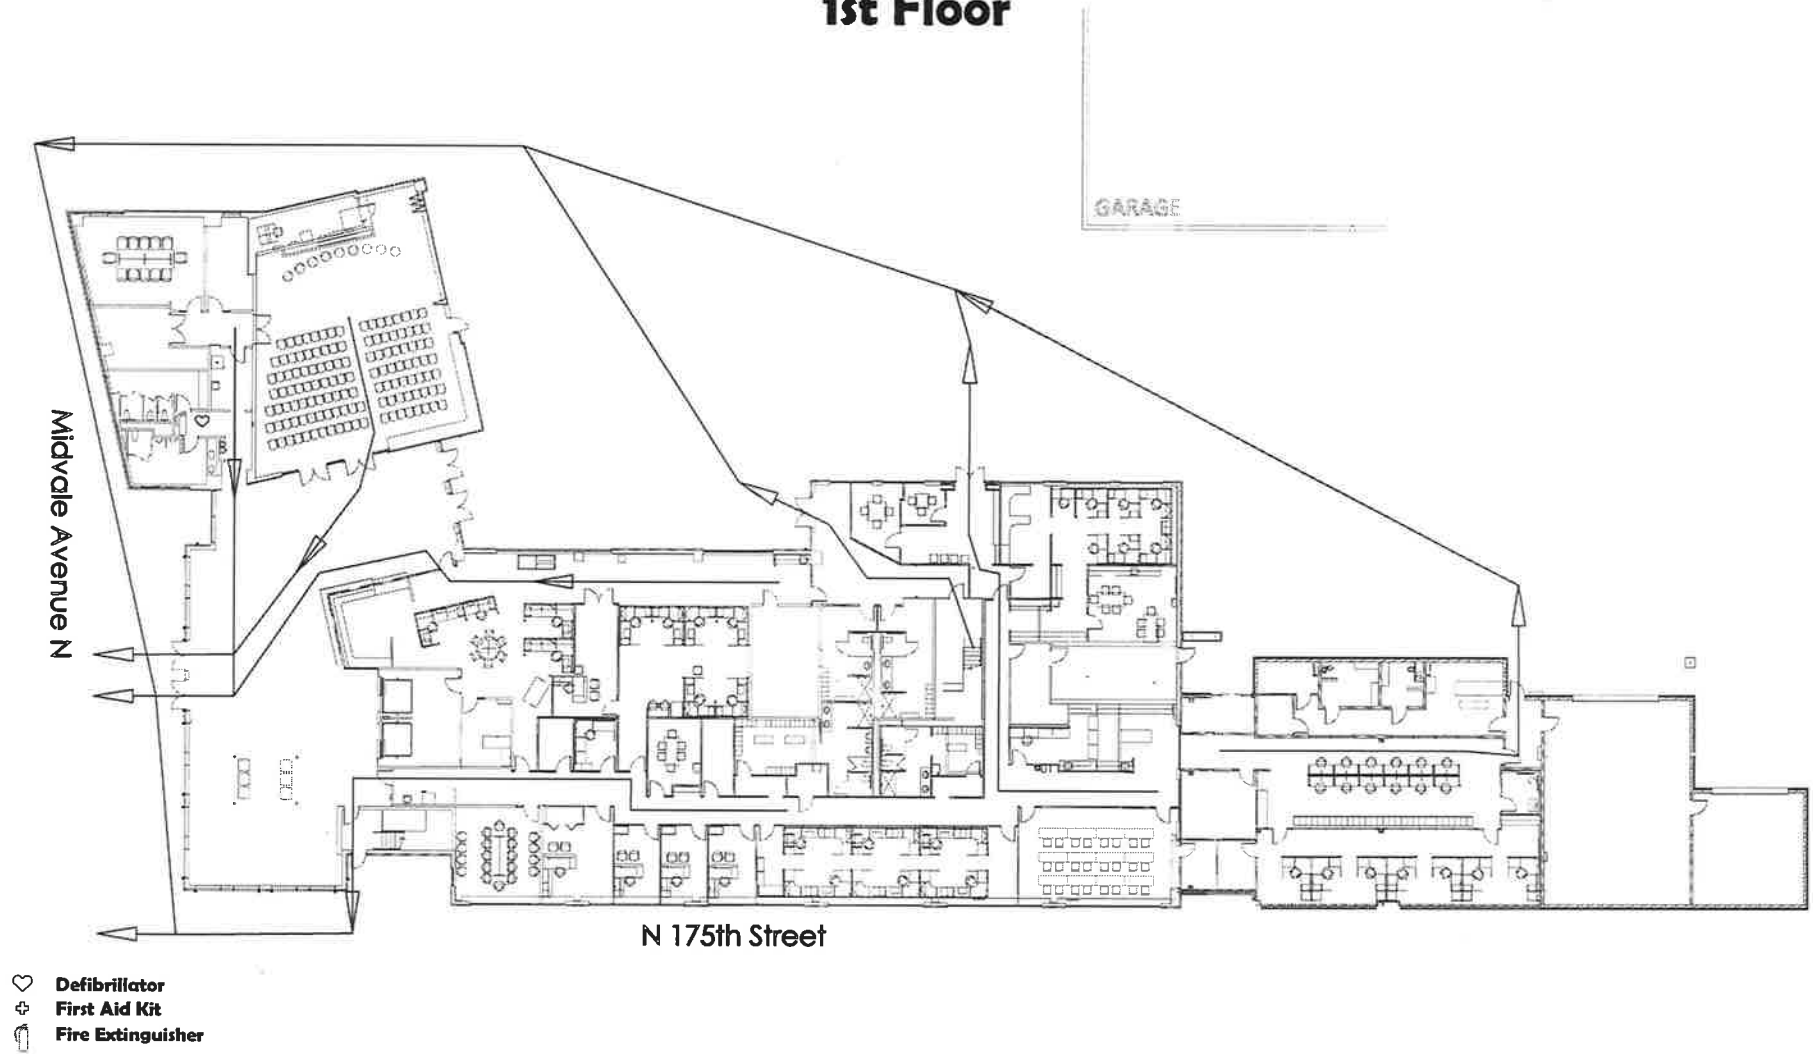 1st Floor
GARAGE
Midvale Avenue N
N 175th Street
Defibrillator
First Aid Kit
Fire Extinguisher